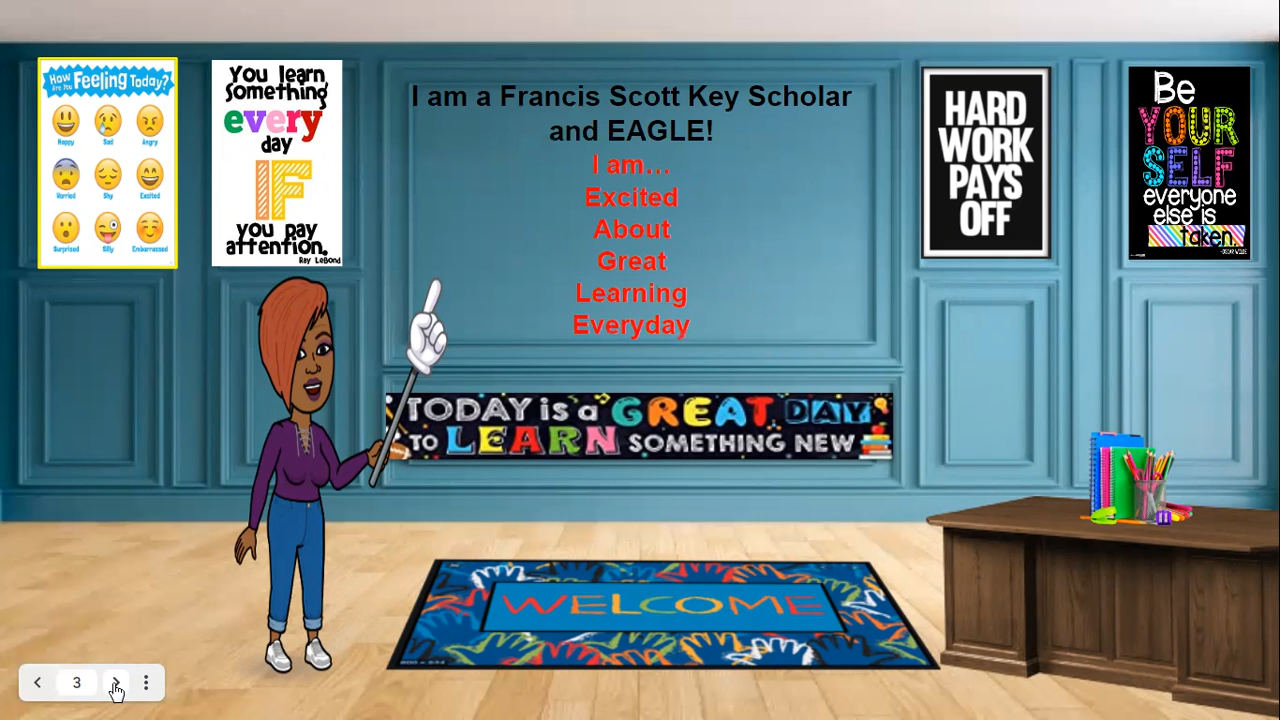 How Are You Feeling Today?
Happy Sad Angry
Worried Shy Excited
Surprised Silly Embarrassed
You learn
something
every
day
IF
you pay
attention.
Ray LeBond
I am a Francis Scott Key Scholar
and EAGLE!
I am…
Excited
About
Great
Learning
Everyday
HARD
WORK
PAYS
OFF
Be
YOUR
SELF
everyone
else is
taken.
-OSCAR WILDE
TODAY is a GREAT DAY
TO LEARN SOMETHING NEW
WELCOME
3